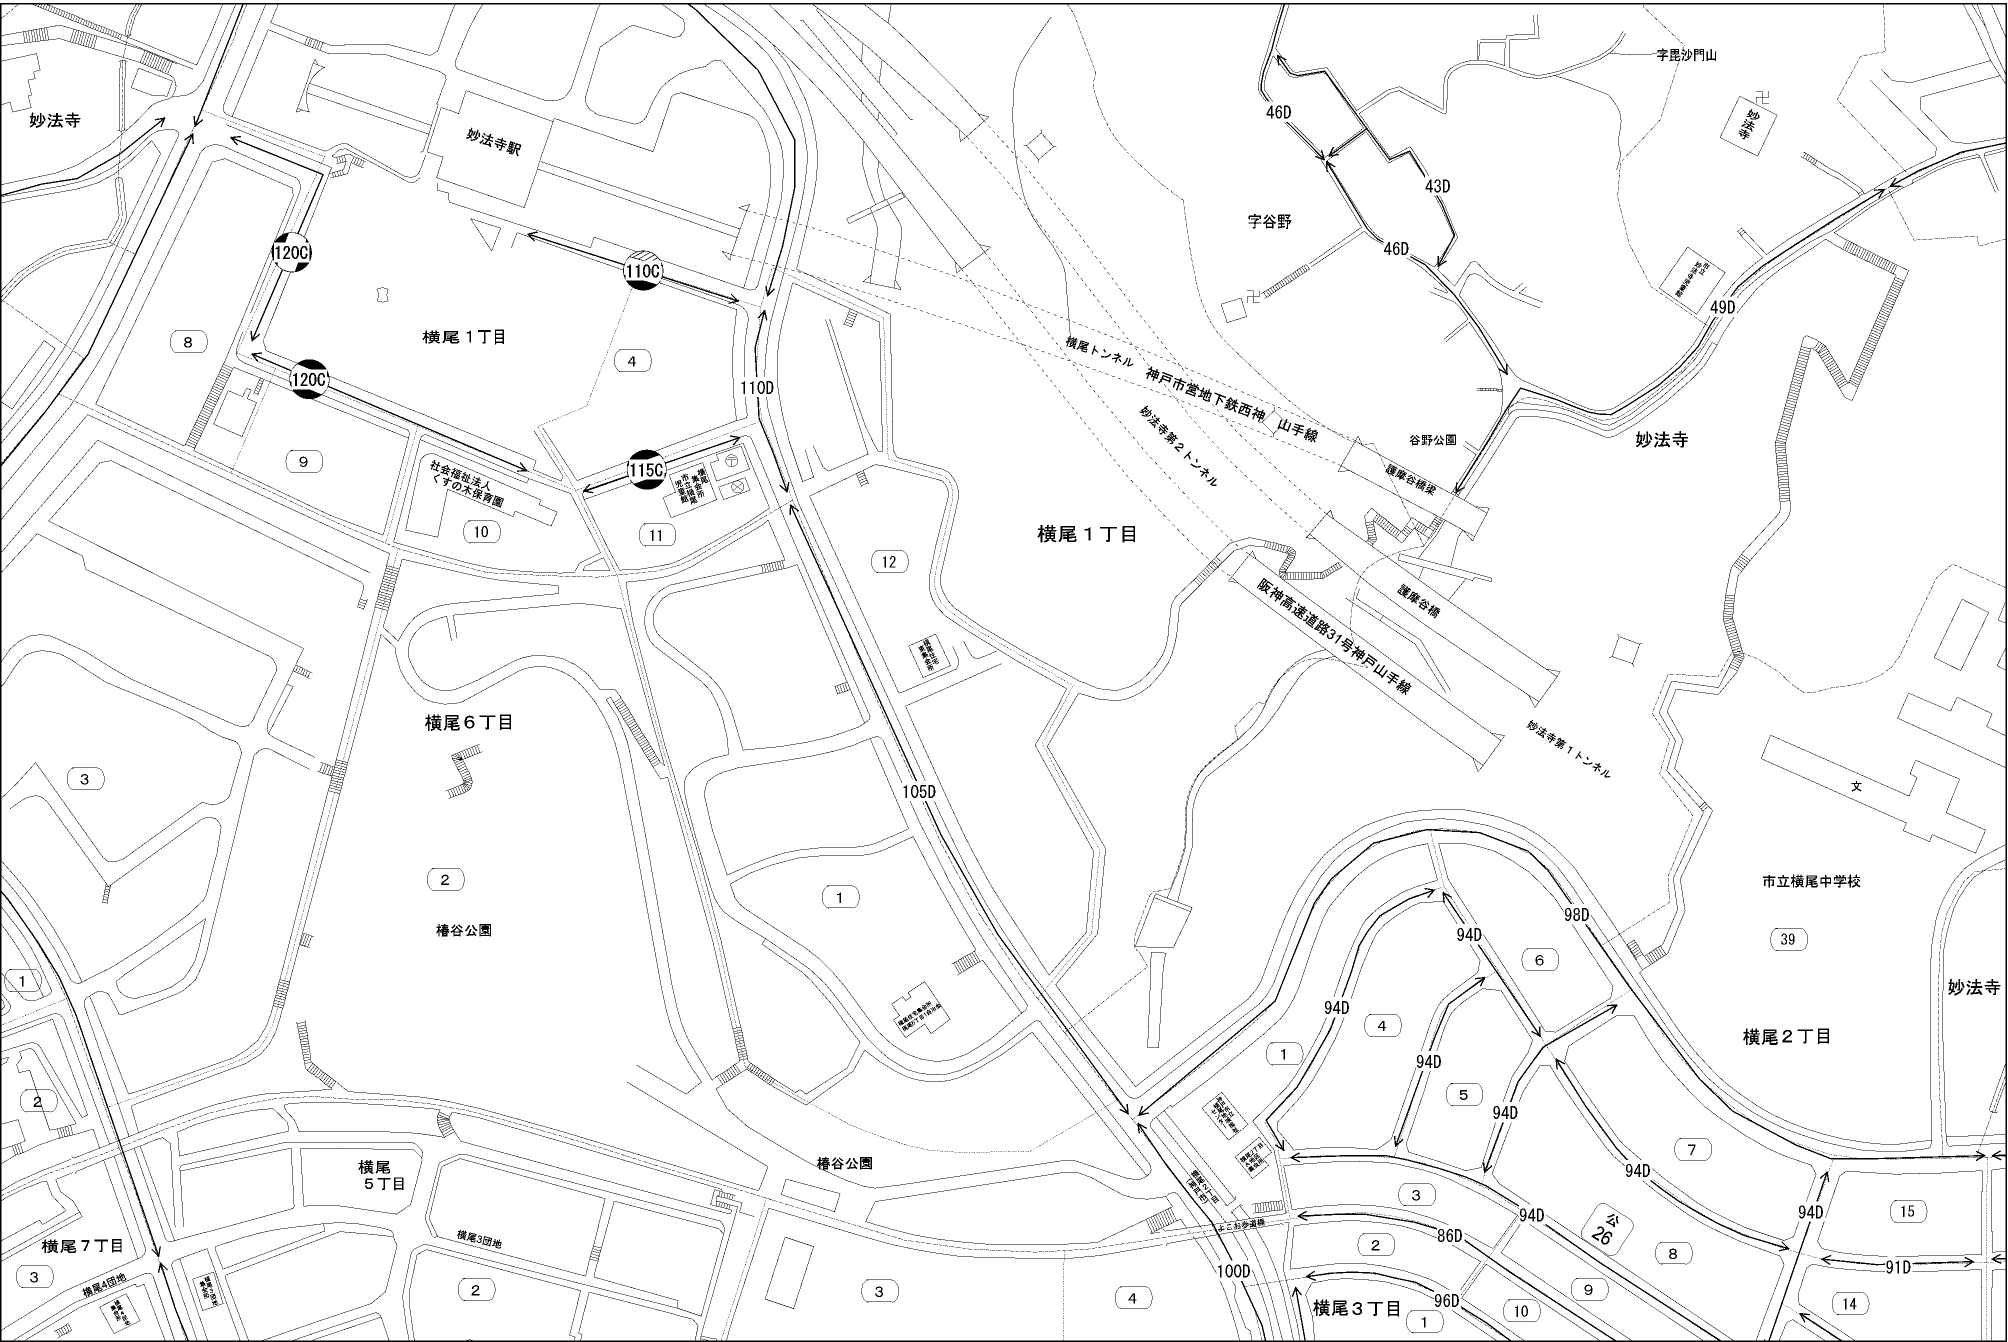 字毘沙門山
妙法寺
妙法寺駅
46D
妙法寺
43D
字谷野
46D
120C
110C
49D
横尾1丁目
8
4
120C
110D
横尾トンネル
神戸市営地下鉄西神
山手線
妙法寺第2トンネル
谷野公園
妙法寺
9
115C
社会福祉法人
くすの木保育園
護摩谷橋梁
10
11
横尾1丁目
12
阪神高速道路31号神戸山手線
護摩谷橋
横尾6丁目
妙法寺第1トンネル
3
105D
文
2
1
市立横尾中学校
椿谷公園
98D
94D
39
6
1
94D
妙法寺
4
横尾2丁目
1
94D
2
5
94D
7
横尾
5丁目
椿谷公園
94D
3
94D
94D
15
横尾7丁目
横尾3団地
よこお歩道橋
公
26
2
86D
8
3
横尾4団地
100D
91D
2
3
4
横尾3丁目
96D
9
10
1
14